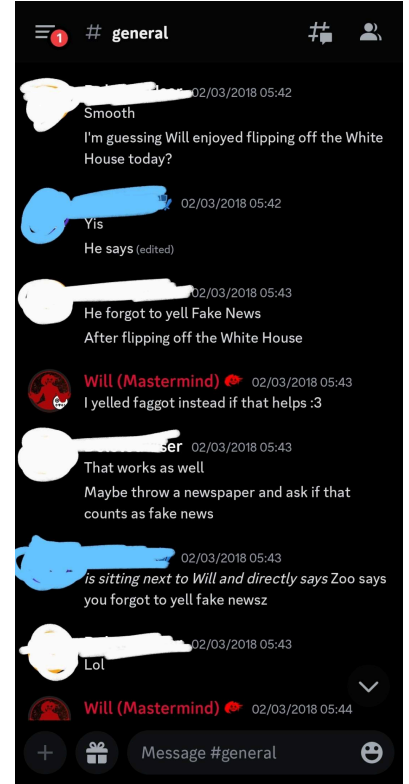 1
# general
02/03/2018 05:42
Smooth
I'm guessing Will enjoyed flipping off the White
House today?
02/03/2018 05:42
Yis
He says (edited)
02/03/2018 05:43
He forgot to yell Fake News
After flipping off the White House
Will (Mastermind) 02/03/2018 05:43
I yelled faggot instead if that helps :3
er 02/03/2018 05:43
That works as well
Maybe throw a newspaper and ask if that
counts as fake news
02/03/2018 05:43
is sitting next to Will and directly says Zoo says
you forgot to yell fake newsz
02/03/2018 05:43
Lol
Will (Mastermind) 02/03/2018 05:44
Message #general